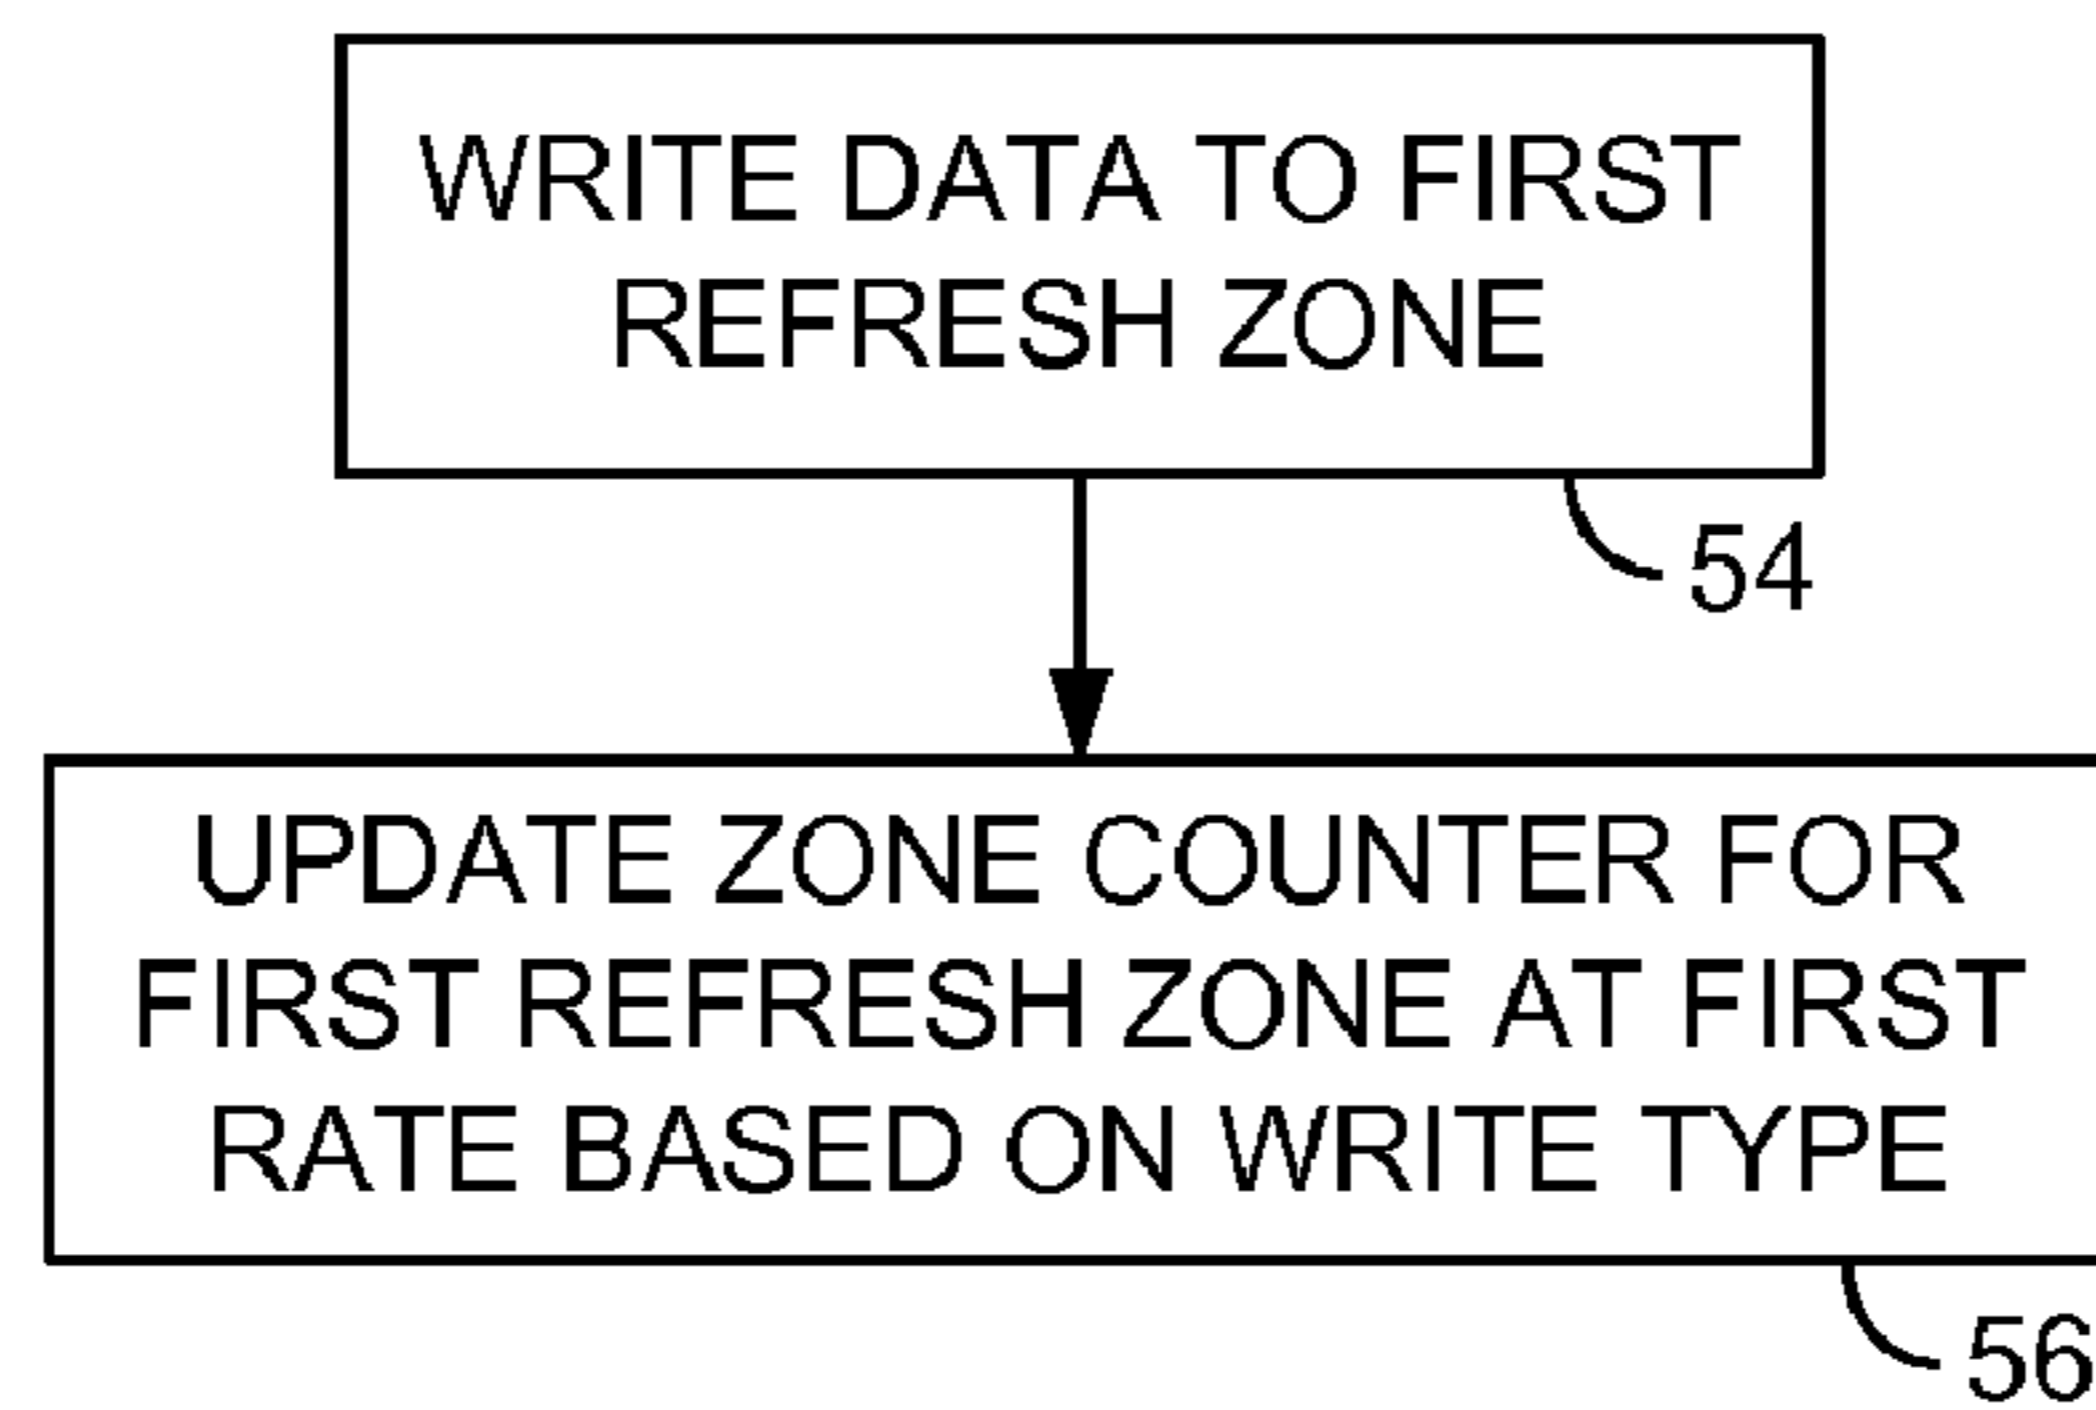 WRITE DATA TO FIRST
REFRESH ZONE
54
UPDATE ZONE COUNTER FOR
FIRST REFRESH ZONE AT FIRST
RATE BASED ON WRITE TYPE
56